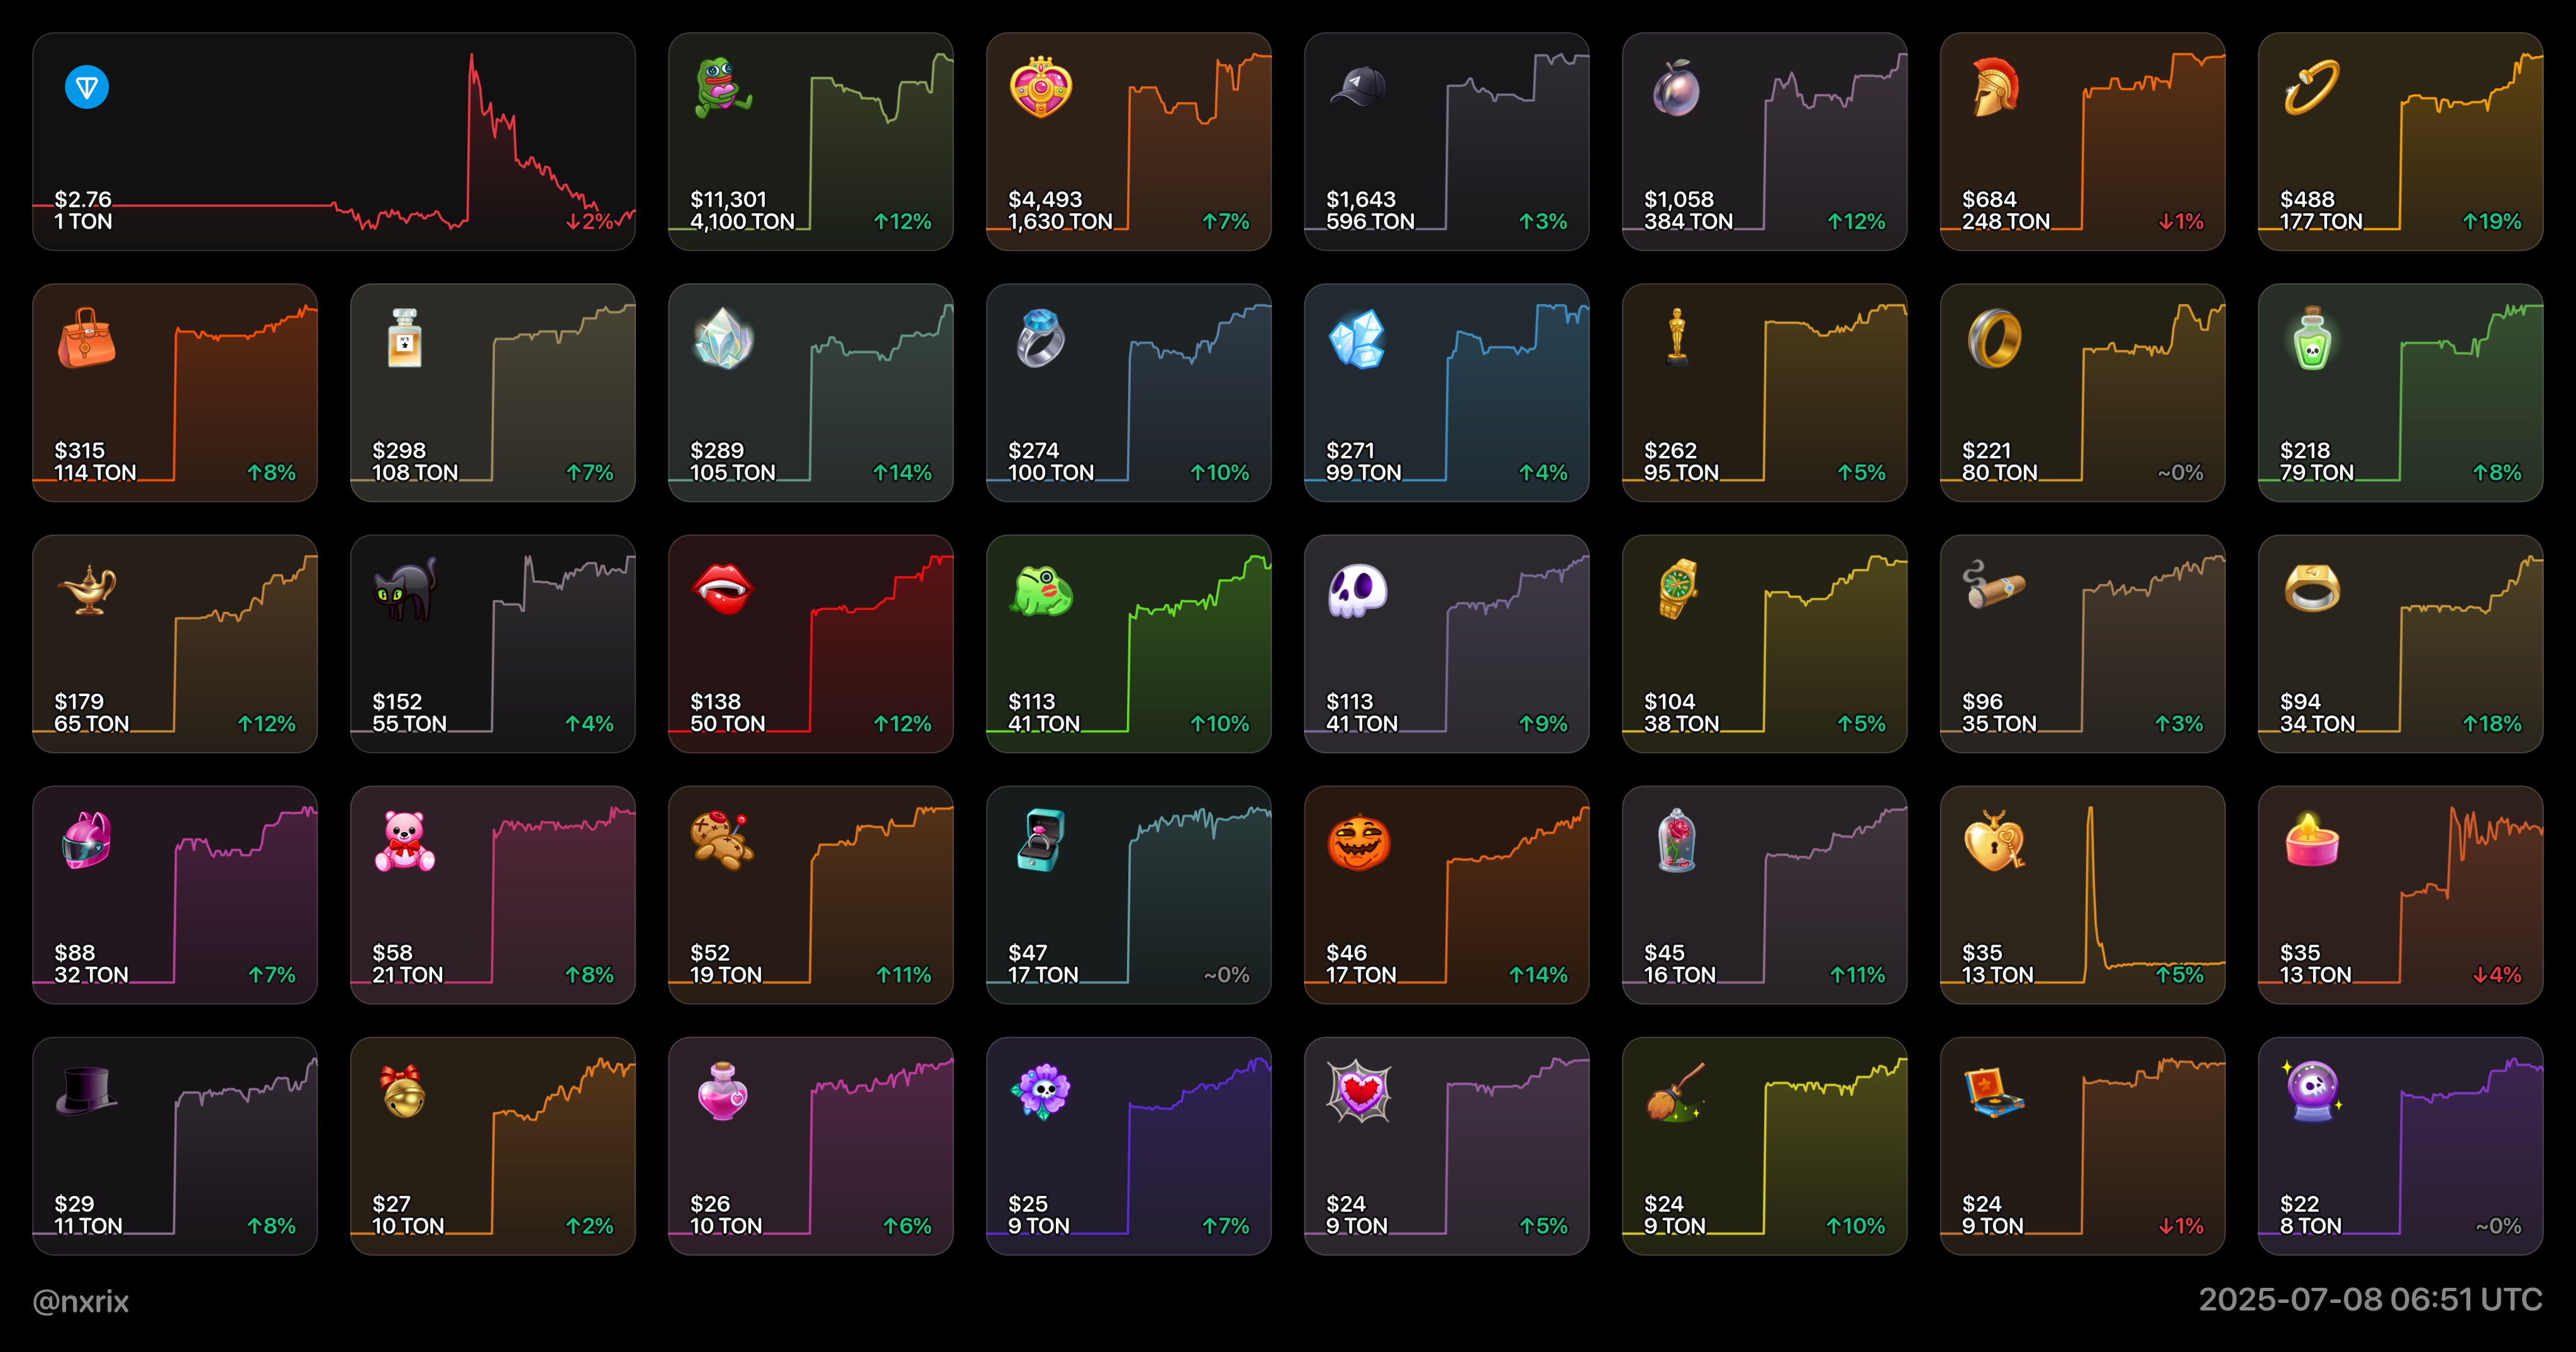 $2.76
1 TON
↓2%
$11,301
4,100 TON
↑12%
$4,493
1,630 TON
↑7%
$1,643
596 TON
↑3%
$1,058
384 TON
↑12%
$684
248 TON
↓1%
$488
177 TON
↑19%
$315
114 TON
↑8%
$298
108 TON
↑7%
$289
105 TON
↑14%
$274
100 TON
↑10%
$271
99 TON
↑4%
$262
95 TON
↑5%
$221
80 TON
~0%
$218
79 TON
↑8%
$179
65 TON
↑12%
$152
55 TON
↑4%
$138
50 TON
↑12%
$113
41 TON
↑10%
$113
41 TON
↑9%
$104
38 TON
↑5%
$96
35 TON
↑3%
$94
34 TON
↑18%
$88
32 TON
↑7%
$58
21 TON
↑8%
$52
19 TON
↑11%
$47
17 TON
~0%
$46
17 TON
↑14%
$45
16 TON
↑11%
$35
13 TON
↑5%
$35
13 TON
↓4%
$29
11 TON
↑8%
$27
10 TON
↑2%
$26
10 TON
↑6%
$25
9 TON
↑7%
$24
9 TON
↑5%
$24
9 TON
↑10%
$24
9 TON
↓1%
$22
8 TON
~0%
@nxrix
2025-07-08 06:51 UTC